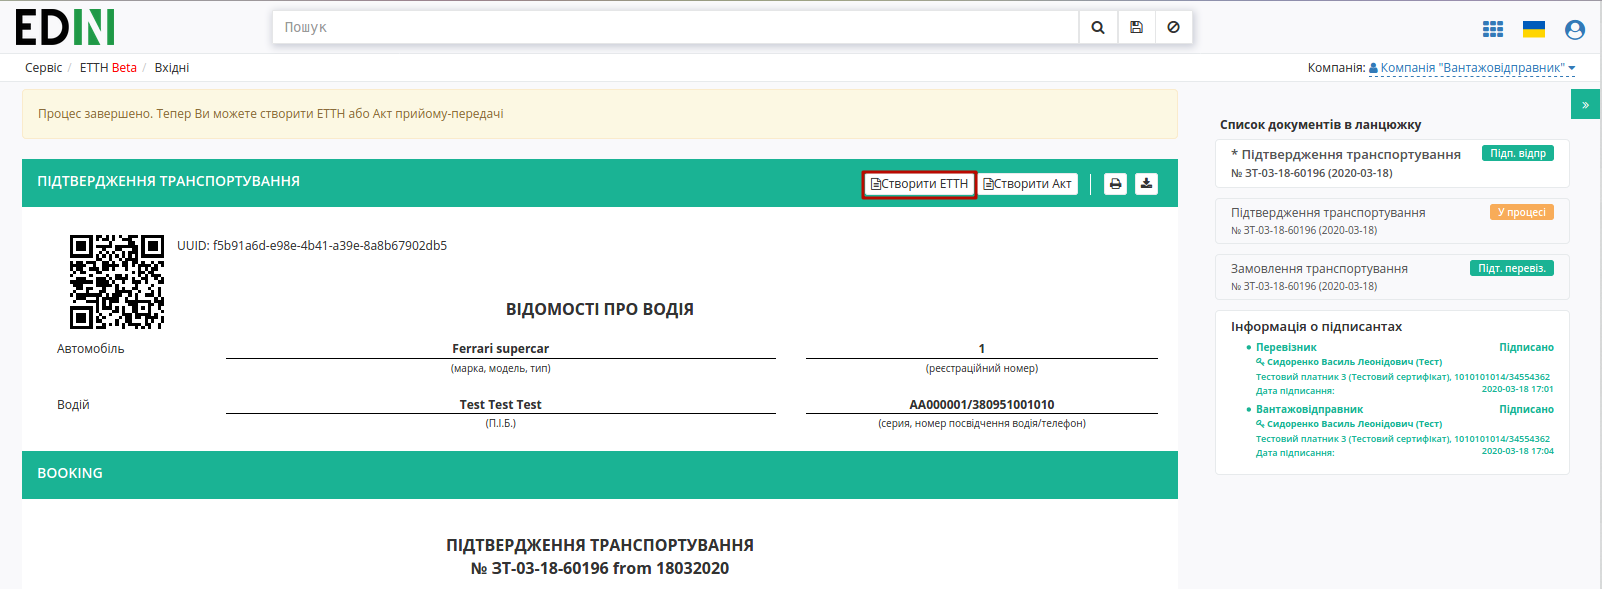 EDIN
Пошук
Сервіс / ЕТТН Beta / Вхідні
Компанія: Компанія "Вантажовідправник"
Процес завершено. Тепер Ви можете створити ЕТТН або Акт прийому-передачі
ПІДТВЕРДЖЕННЯ ТРАНСПОРТУВАННЯ
Створити ЕТТН
Створити Акт
UUID: f5b91a6d-e98e-4b41-a39e-8a8b67902db5
ВІДОМОСТІ ПРО ВОДІЯ
Автомобіль Ferrari supercar 1
(марка, модель, тип) (реєстраційний номер)
Водій Test Test Test AA000001/380951001010
(П.І.Б.) (серия, номер посвідчення водія/телефон)
BOOKING
ПІДТВЕРДЖЕННЯ ТРАНСПОРТУВАННЯ
№ ЗТ-03-18-60196 from 18032020
»
Список документів в ланцюжку
* Підтвердження транспортування Підп. відпр
№ ЗТ-03-18-60196 (2020-03-18)
Підтвердження транспортування У процесі
№ ЗТ-03-18-60196 (2020-03-18)
Замовлення транспортування Підт. перевіз.
№ ЗТ-03-18-60196 (2020-03-18)
Інформація о підписантах
• Перевізник Підписано
Сидоренко Василь Леонідович (Тест)
Тестовий платник 3 (Тестовий сертифікат), 1010101014/34554362
Дата підписання: 2020-03-18 17:01
• Вантажовідправник Підписано
Сидоренко Василь Леонідович (Тест)
Тестовий платник 3 (Тестовий сертифікат), 1010101014/34554362
Дата підписання: 2020-03-18 17:04